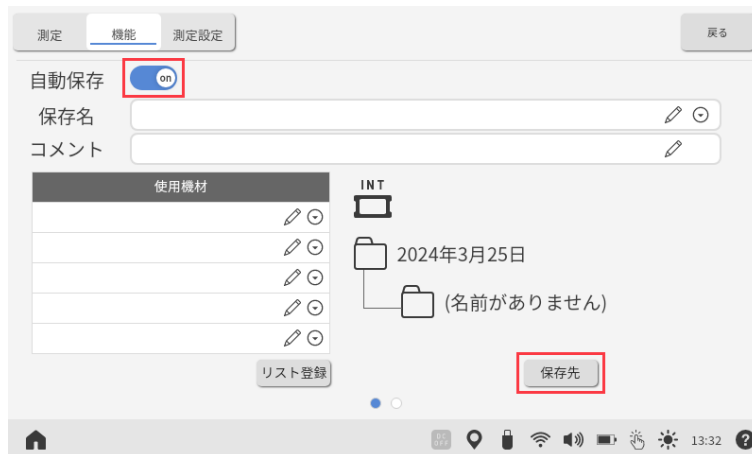 測定 機能 測定設定 戻る
自動保存 on
保存名
コメント
使用機材 INT
2024年3月25日
(名前がありません)
リスト登録 保存先
DC OFF 13:32 ?